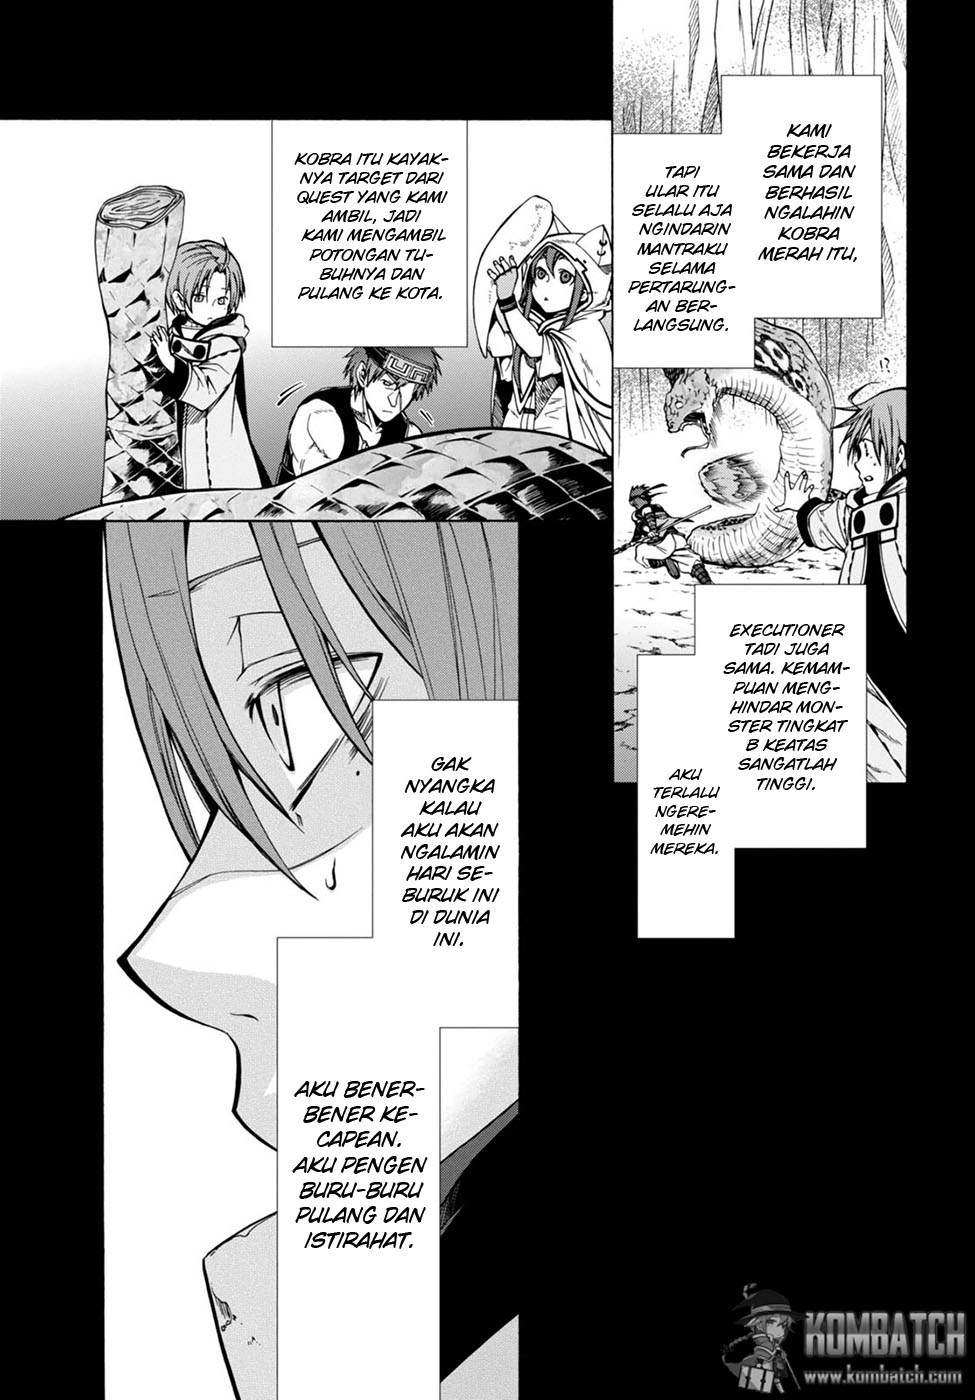 KAMI
BEKERJA
SAMA DAN
BERHASIL
NGALAHIN
KOBRA
MERAH ITU,
TAPI
ULAR ITU
SELALU AJA
NGINDARIN
MANTRAKU
SELAMA
PERTARUNG-
AN BER-
LANGSUNG.
!?
EXECUTIONER
TADI JUGA
SAMA. KEMAM-
PUAN MENG-
HINDAR MON-
STER TINGKAT
B KEATAS
SANGATLAH
TINGGI.
AKU
TERLALU
NGERE-
MEHIN
MEREKA.
KOBRA ITU KAYAK-
NYA TARGET DARI
QUEST YANG KAMI
AMBIL, JADI
KAMI MENGAMBIL
POTONGAN TU-
BUHNYA DAN
PULANG KE KOTA.
GAK
NYANGKA
KALAU
AKU AKAN
NGALAMIN
HARI SE-
BURUK INI
DI DUNIA
INI.
AKU BENER-
BENER KE-
CAPEAN.
AKU PENGEN
BURU-BURU
PULANG DAN
ISTIRAHAT.
KOMBATCH
www.kombatch.com